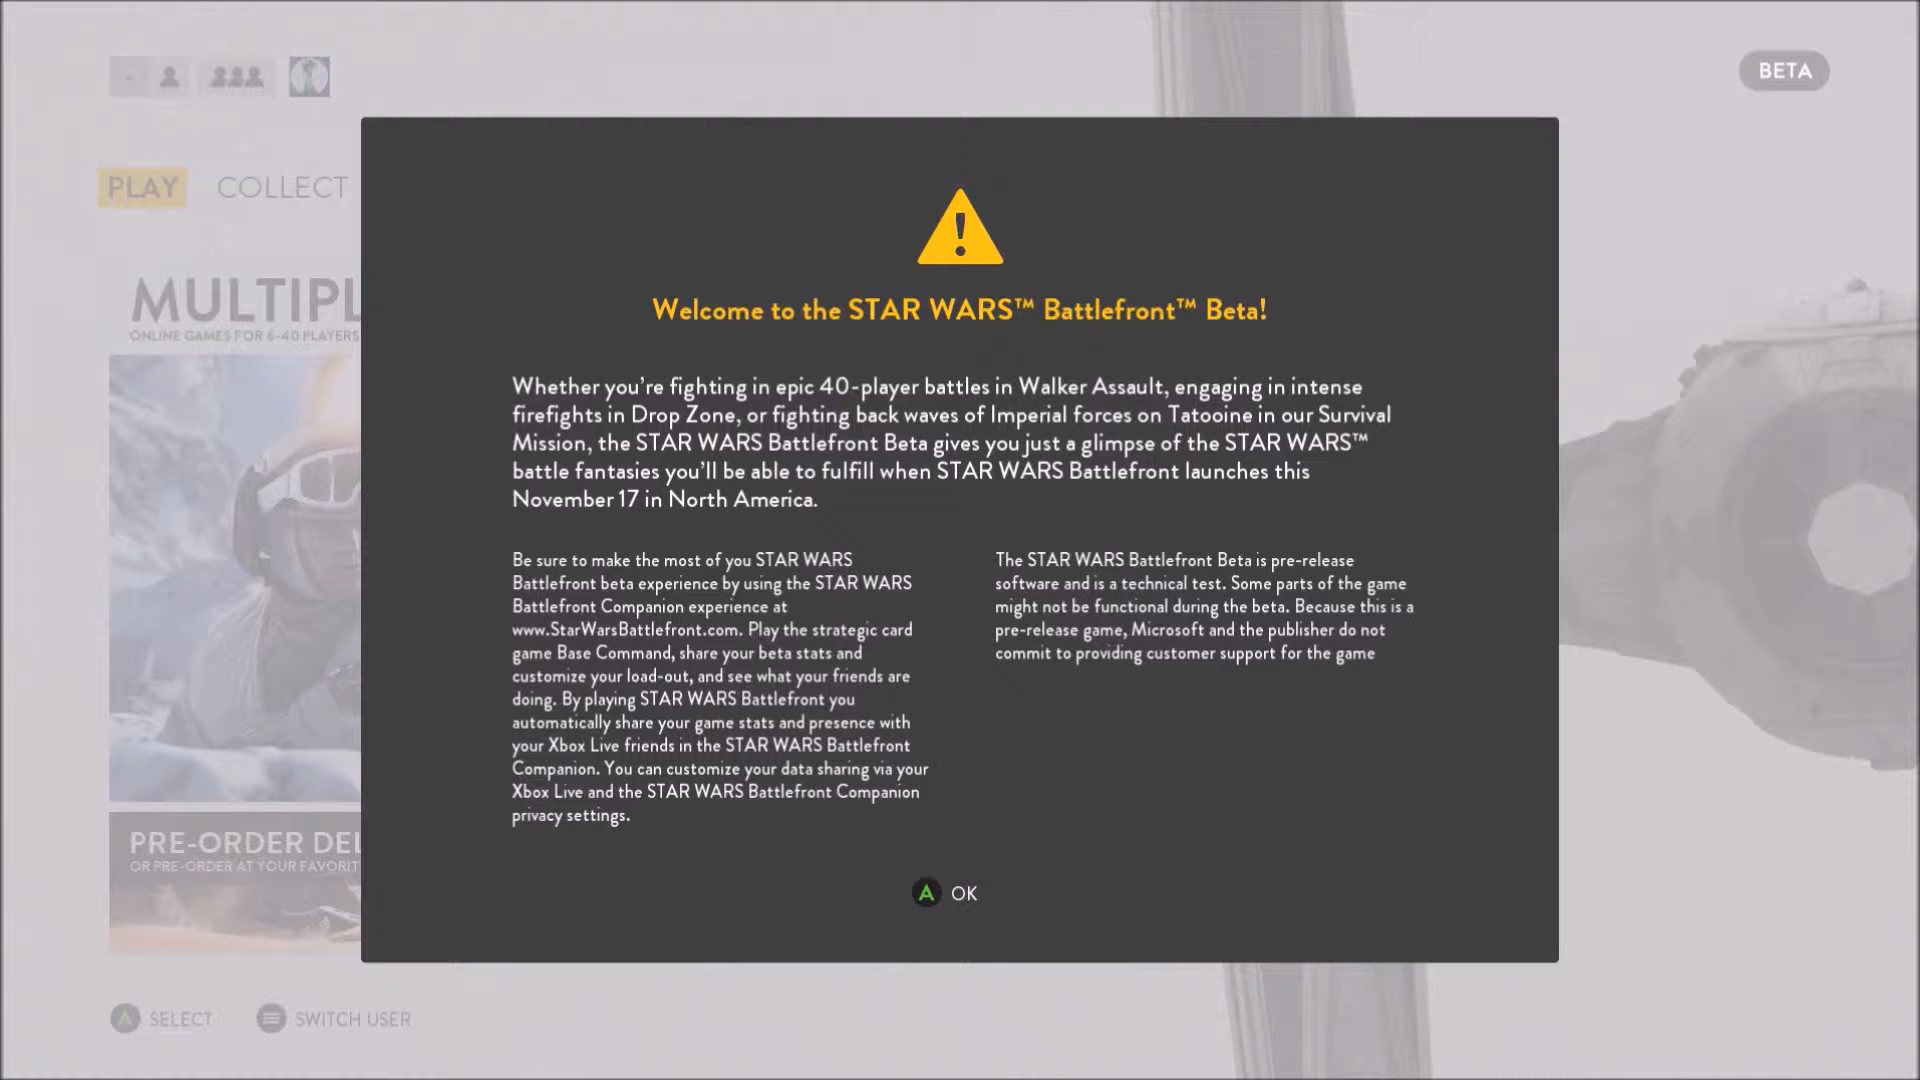 BETA
PLAY COLLECT
MULTIPL
ONLINE GAMES FOR 6-40 PLAYERS
Welcome to the STAR WARS™ Battlefront™ Beta!
Whether you're fighting in epic 40-player battles in Walker Assault, engaging in intense
firefights in Drop Zone, or fighting back waves of Imperial forces on Tatooine in our Survival
Mission, the STAR WARS Battlefront Beta gives you just a glimpse of the STAR WARS™
battle fantasies you'll be able to fulfill when STAR WARS Battlefront launches this
November 17 in North America.
Be sure to make the most of you STAR WARS
Battlefront beta experience by using the STAR WARS
Battlefront Companion experience at
www.StarWarsBattlefront.com. Play the strategic card
game Base Command, share your beta stats and
customize your load-out, and see what your friends are
doing. By playing STAR WARS Battlefront you
automatically share your game stats and presence with
your Xbox Live friends in the STAR WARS Battlefront
Companion. You can customize your data sharing via your
Xbox Live and the STAR WARS Battlefront Companion
privacy settings.
The STAR WARS Battlefront Beta is pre-release
software and is a technical test. Some parts of the game
might not be functional during the beta. Because this is a
pre-release game, Microsoft and the publisher do not
commit to providing customer support for the game
PRE-ORDER DEL
OR PRE-ORDER AT YOUR FAVORIT
A OK
A SELECT SWITCH USER